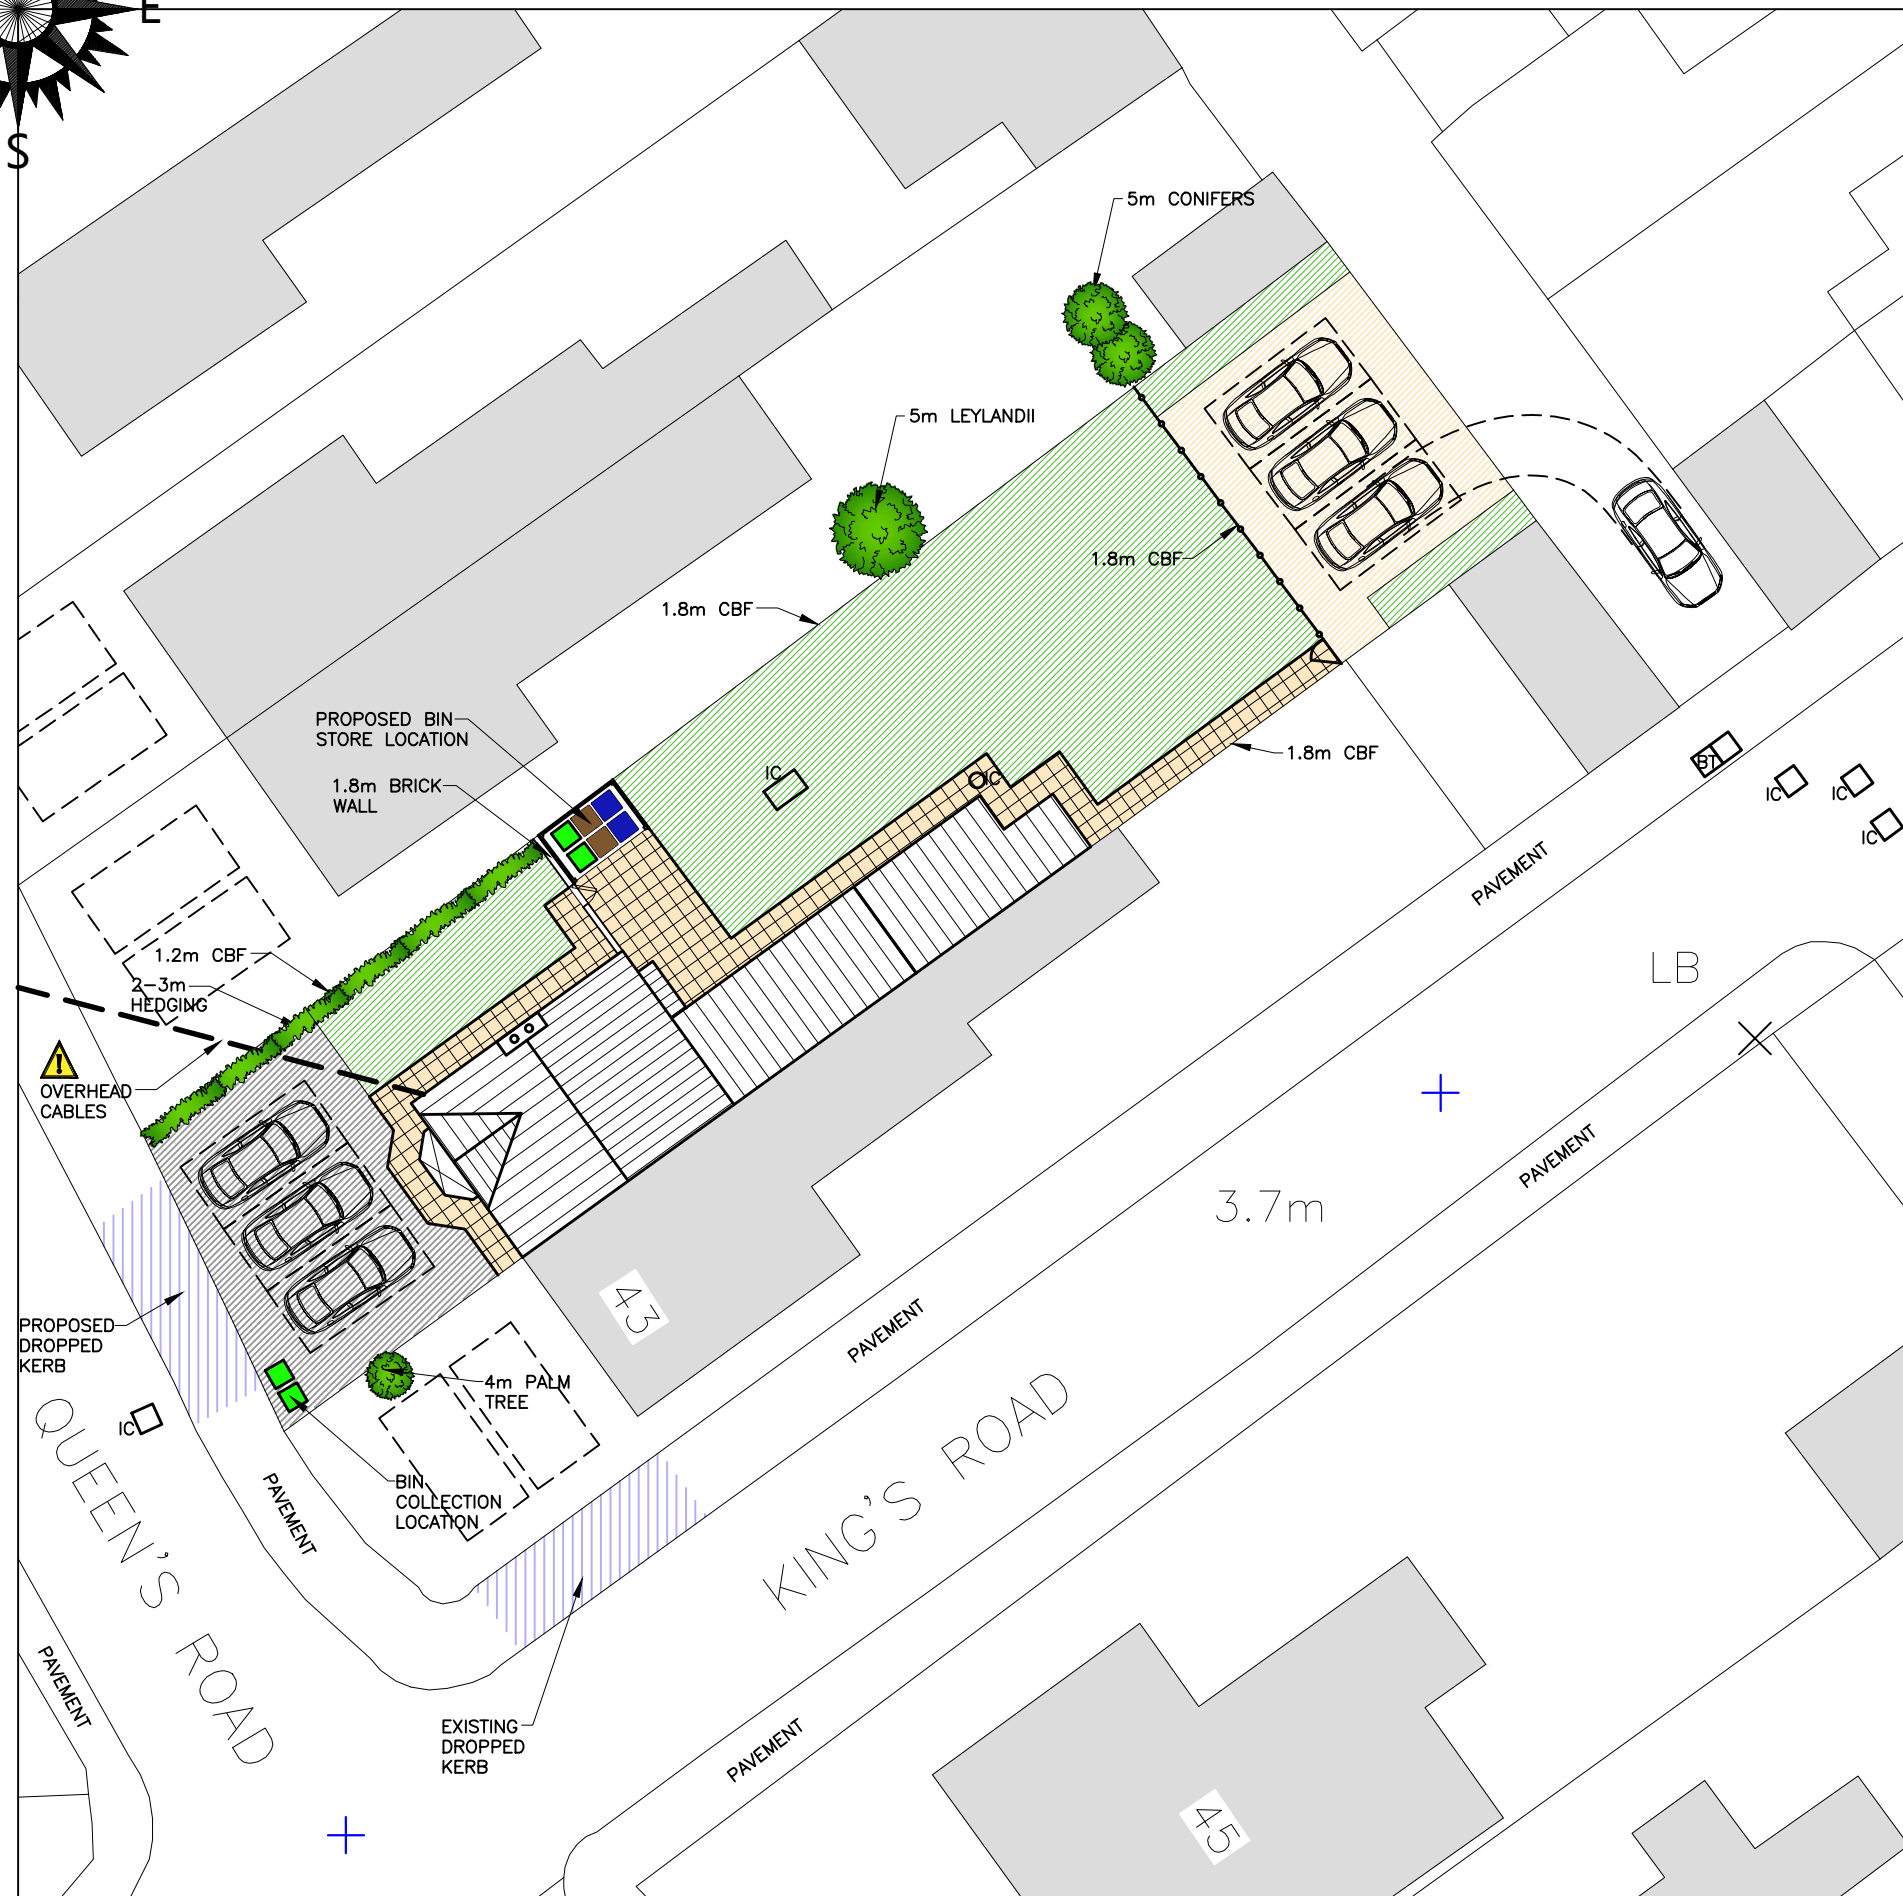 E
S
5m CONIFERS
5m LEYLANDII
1.8m CBF
1.8m CBF
PROPOSED BIN
STORE LOCATION
1.8m BRICK
WALL
IC
IC
1.8m CBF
BT
IC
IC
IC
PAVEMENT
LB
1.2m CBF
2-3m
HEDGING
OVERHEAD
CABLES
3.7m
PAVEMENT
43
PROPOSED
DROPPED
KERB
PAVEMENT
4m PALM
TREE
IC
BIN
COLLECTION
LOCATION
PAVEMENT
QUEEN'S ROAD
KING'S ROAD
PAVEMENT
EXISTING
DROPPED
KERB
PAVEMENT
45